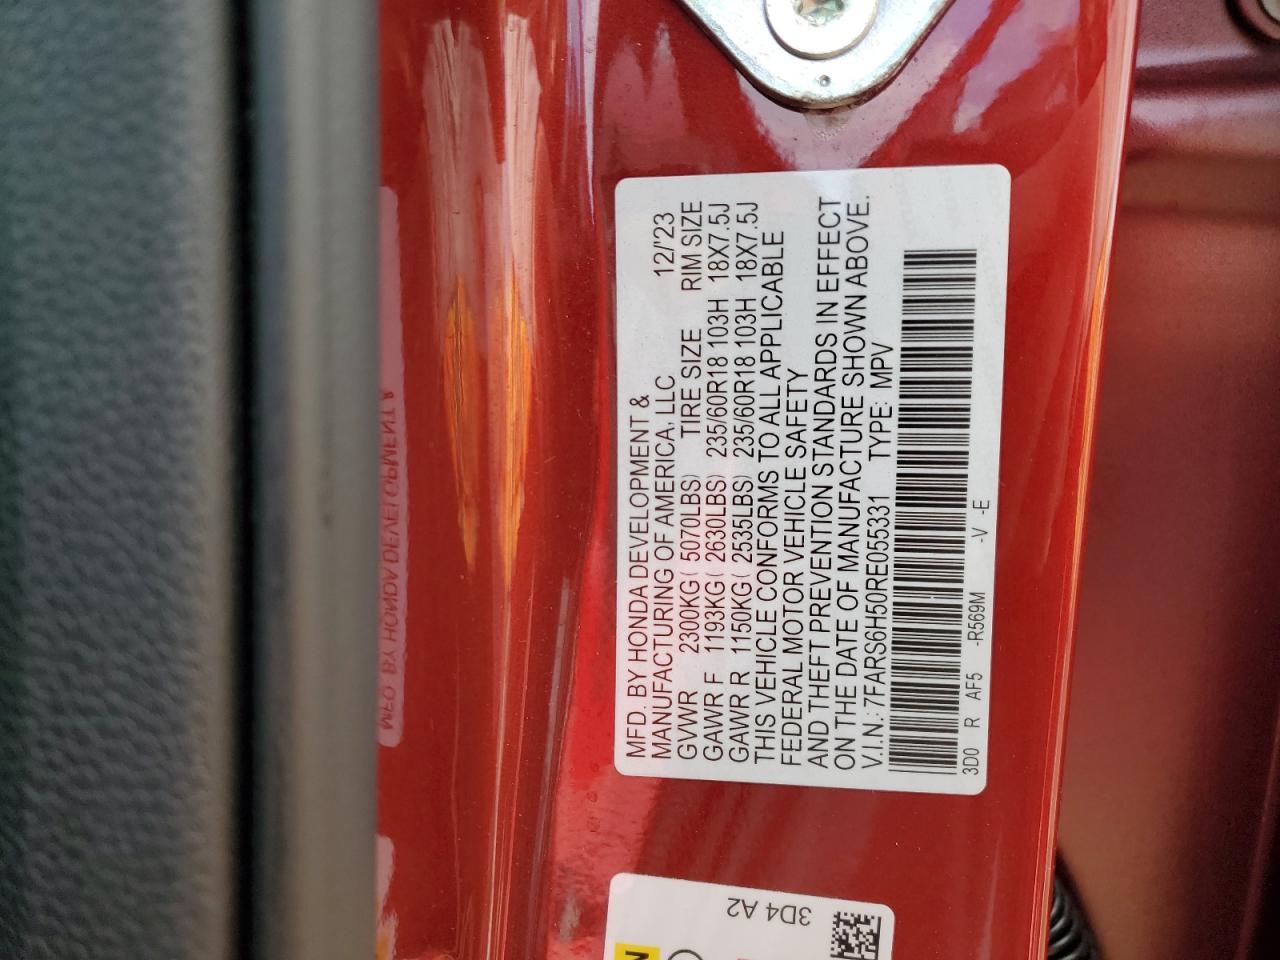 MFD. BY HONDA DEVELOPMENT &
MANUFACTURING OF AMERICA, LLC 12/'23
GVWR 2300KG( 5070LBS) TIRE SIZE RIM SIZE
GAWR F 1193KG( 2630LBS) 235/60R18 103H 18X7.5J
GAWR R 1150KG( 2535LBS) 235/60R18 103H 18X7.5J
THIS VEHICLE CONFORMS TO ALL APPLICABLE
FEDERAL MOTOR VEHICLE SAFETY
AND THEFT PREVENTION STANDARDS IN EFFECT
ON THE DATE OF MANUFACTURE SHOWN ABOVE.
V.I.N.: 7FARS6H50RE055331 TYPE: MPV
3D0 R AF5 -R569M -V -E
3D4 A2